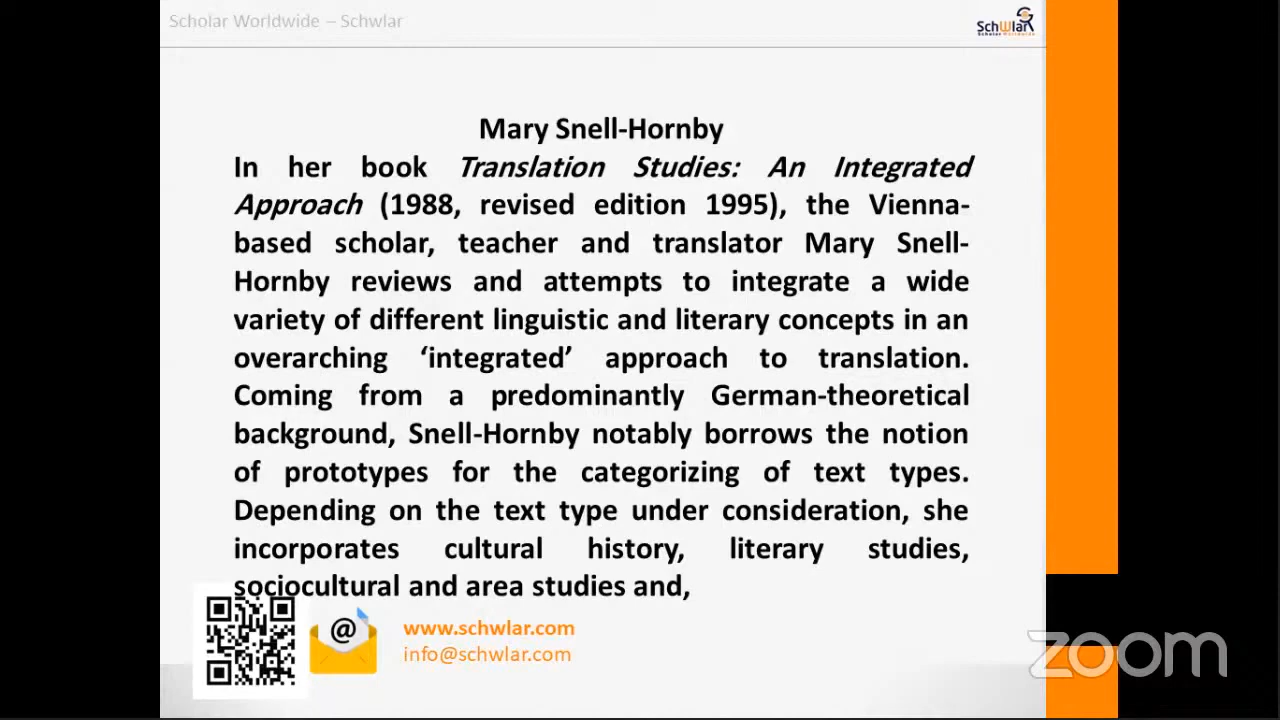 Scholar Worldwide – Schwlar
SchWlar
Scholar Worldwide
Mary Snell-Hornby
In her book Translation Studies: An Integrated
Approach (1988, revised edition 1995), the Vienna-
based scholar, teacher and translator Mary Snell-
Hornby reviews and attempts to integrate a wide
variety of different linguistic and literary concepts in an
overarching ‘integrated’ approach to translation.
Coming from a predominantly German-theoretical
background, Snell-Hornby notably borrows the notion
of prototypes for the categorizing of text types.
Depending on the text type under consideration, she
incorporates cultural history, literary studies,
sociocultural and area studies and,
@
www.schwlar.com
info@schwlar.com
zoom